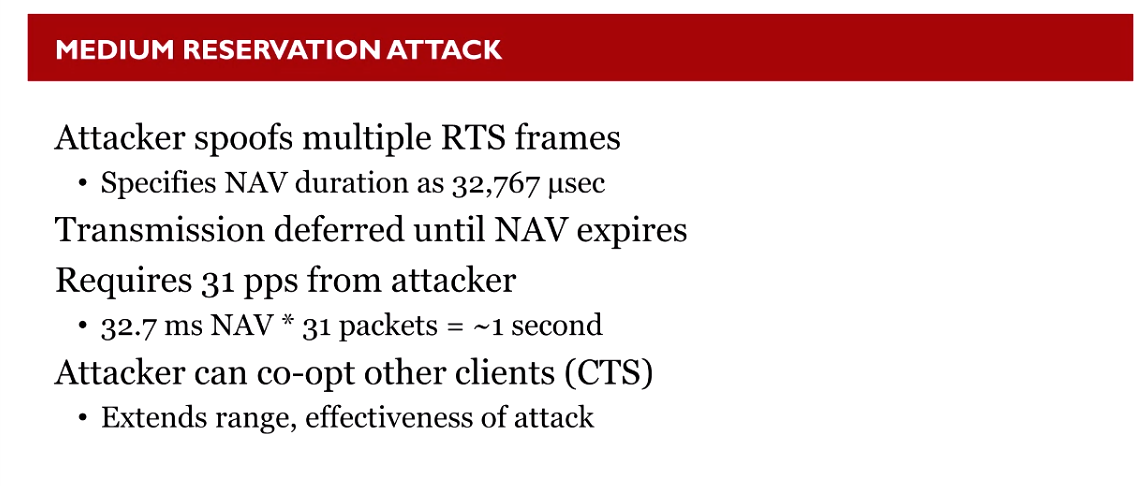 MEDIUM RESERVATION ATTACK
Attacker spoofs multiple RTS frames
• Specifies NAV duration as 32,767 µsec
Transmission deferred until NAV expires
Requires 31 pps from attacker
• 32.7 ms NAV * 31 packets = ~1 second
Attacker can co-opt other clients (CTS)
• Extends range, effectiveness of attack